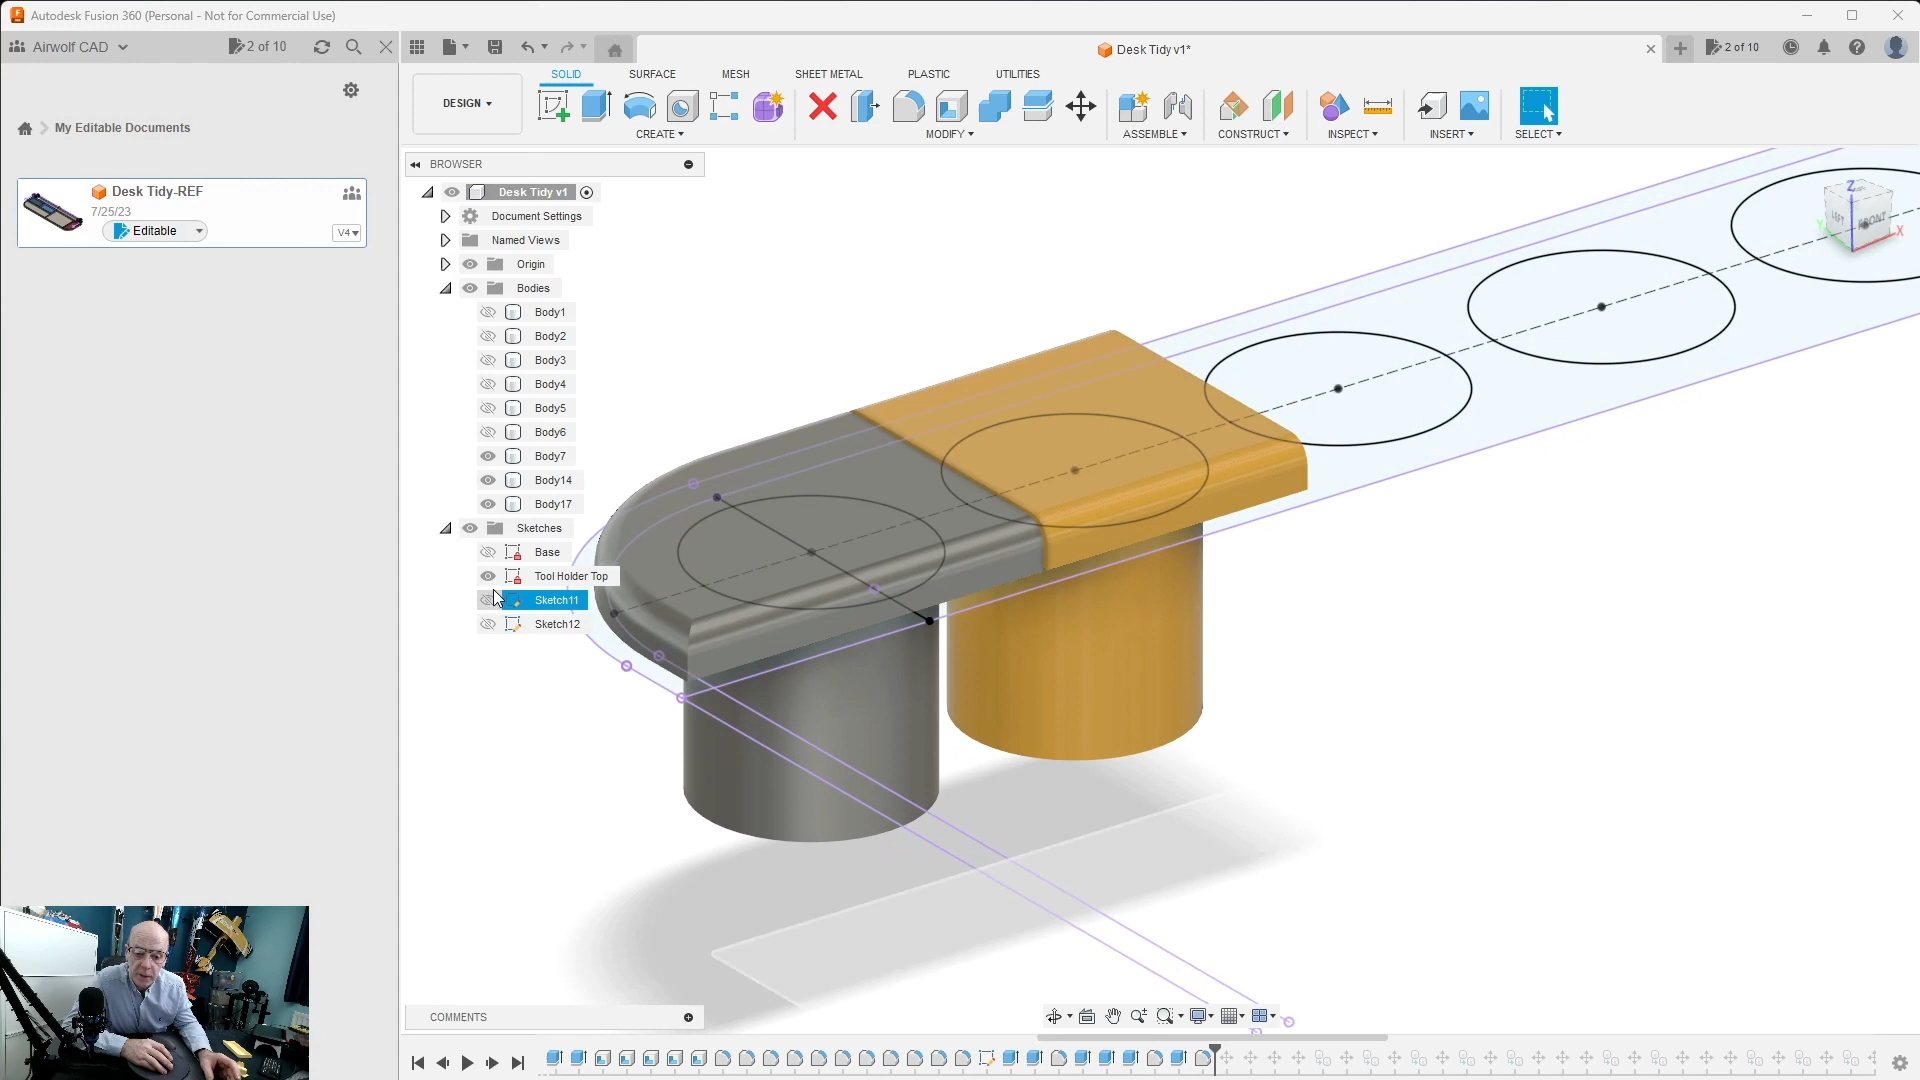 Autodesk Fusion 360 (Personal - Not for Commercial Use)
Airwolf CAD
2 of 10
Desk Tidy v1*
2 of 10
My Editable Documents
Desk Tidy-REF
7/25/23
Editable
V4
DESIGN
SOLID
SURFACE
MESH
SHEET METAL
PLASTIC
UTILITIES
CREATE
MODIFY
ASSEMBLE
CONSTRUCT
INSPECT
INSERT
SELECT
BROWSER
Desk Tidy v1
Document Settings
Named Views
Origin
Bodies
Body1
Body2
Body3
Body4
Body5
Body6
Body7
Body14
Body17
Sketches
Base
Tool Holder Top
Sketch11
Sketch12
Z
LEFT
FRONT
Y
X
COMMENTS